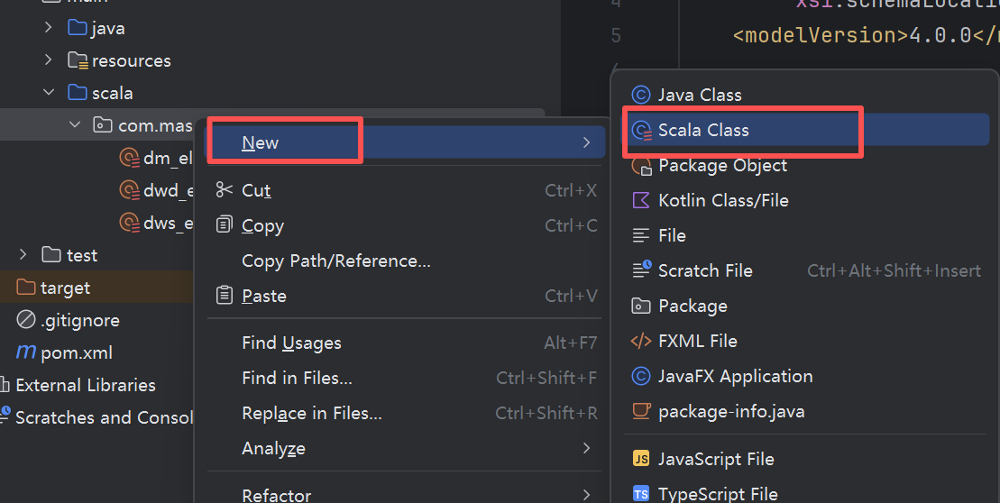 main
java
resources
scala
com.mas
dm_el
dwd_e
dws_e
test
target
.gitignore
pom.xml
External Libraries
Scratches and Consol
New
Cut Ctrl+X
Copy Ctrl+C
Copy Path/Reference...
Paste Ctrl+V
Find Usages Alt+F7
Find in Files... Ctrl+Shift+F
Replace in Files... Ctrl+Shift+R
Analyze
Refactor
4 xsi:schemaLocatio
5 <modelVersion>4.0.0</m
Java Class
Scala Class
Package Object
Kotlin Class/File
File
Scratch File Ctrl+Alt+Shift+Insert
Package
FXML File
JavaFX Application
package-info.java
JS JavaScript File
TS TypeScript File